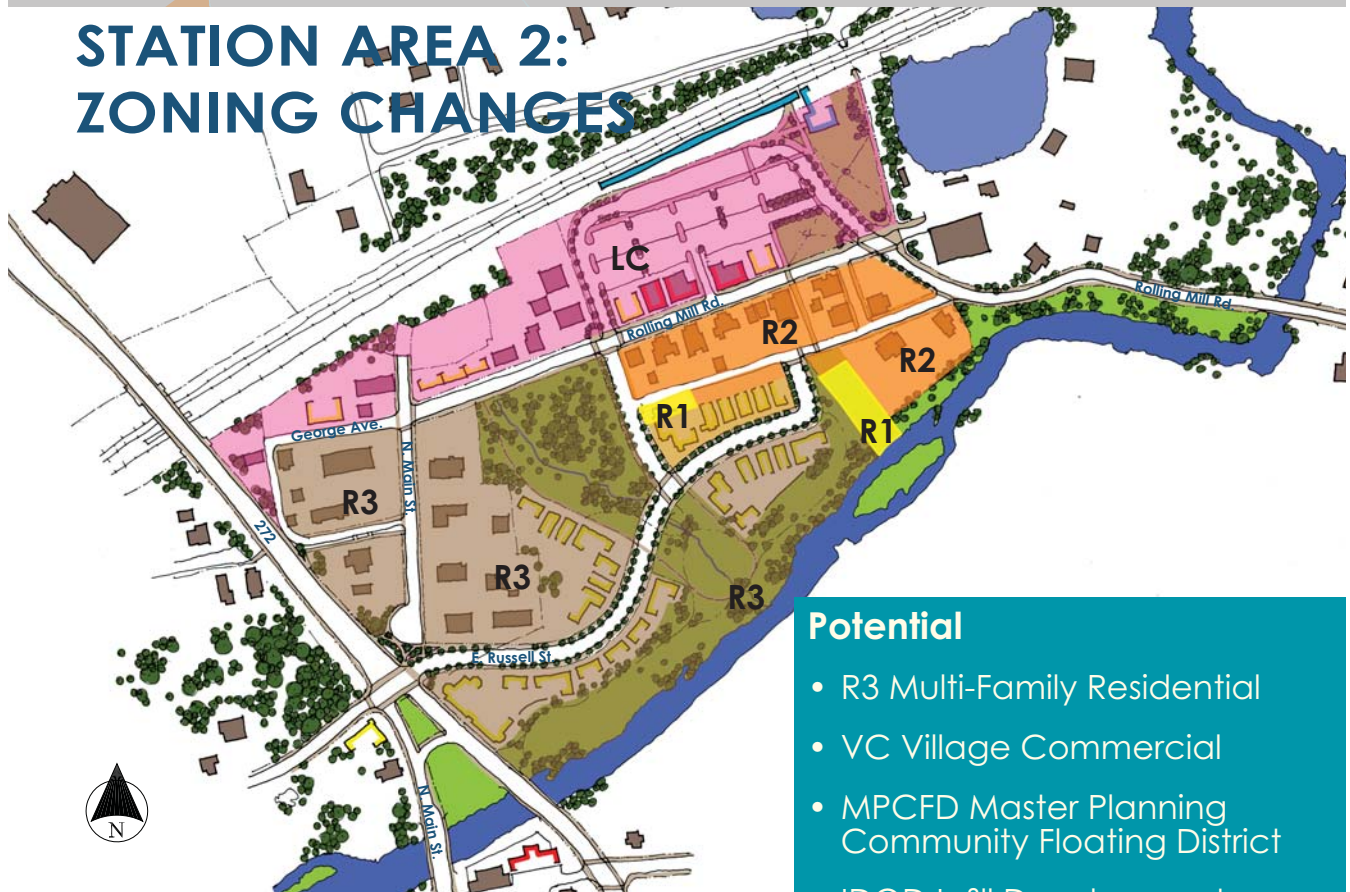 STATION AREA 2:
ZONING CHANGES
LC
Rolling Mill Rd.
Rolling Mill Rd.
R2
R2
R1
R1
George Ave.
N. Main St.
R3
272
R3
R3
E. Russell St.
N. Main St.
N
Potential
• R3 Multi-Family Residential
• VC Village Commercial
• MPCFD Master Planning
Community Floating District